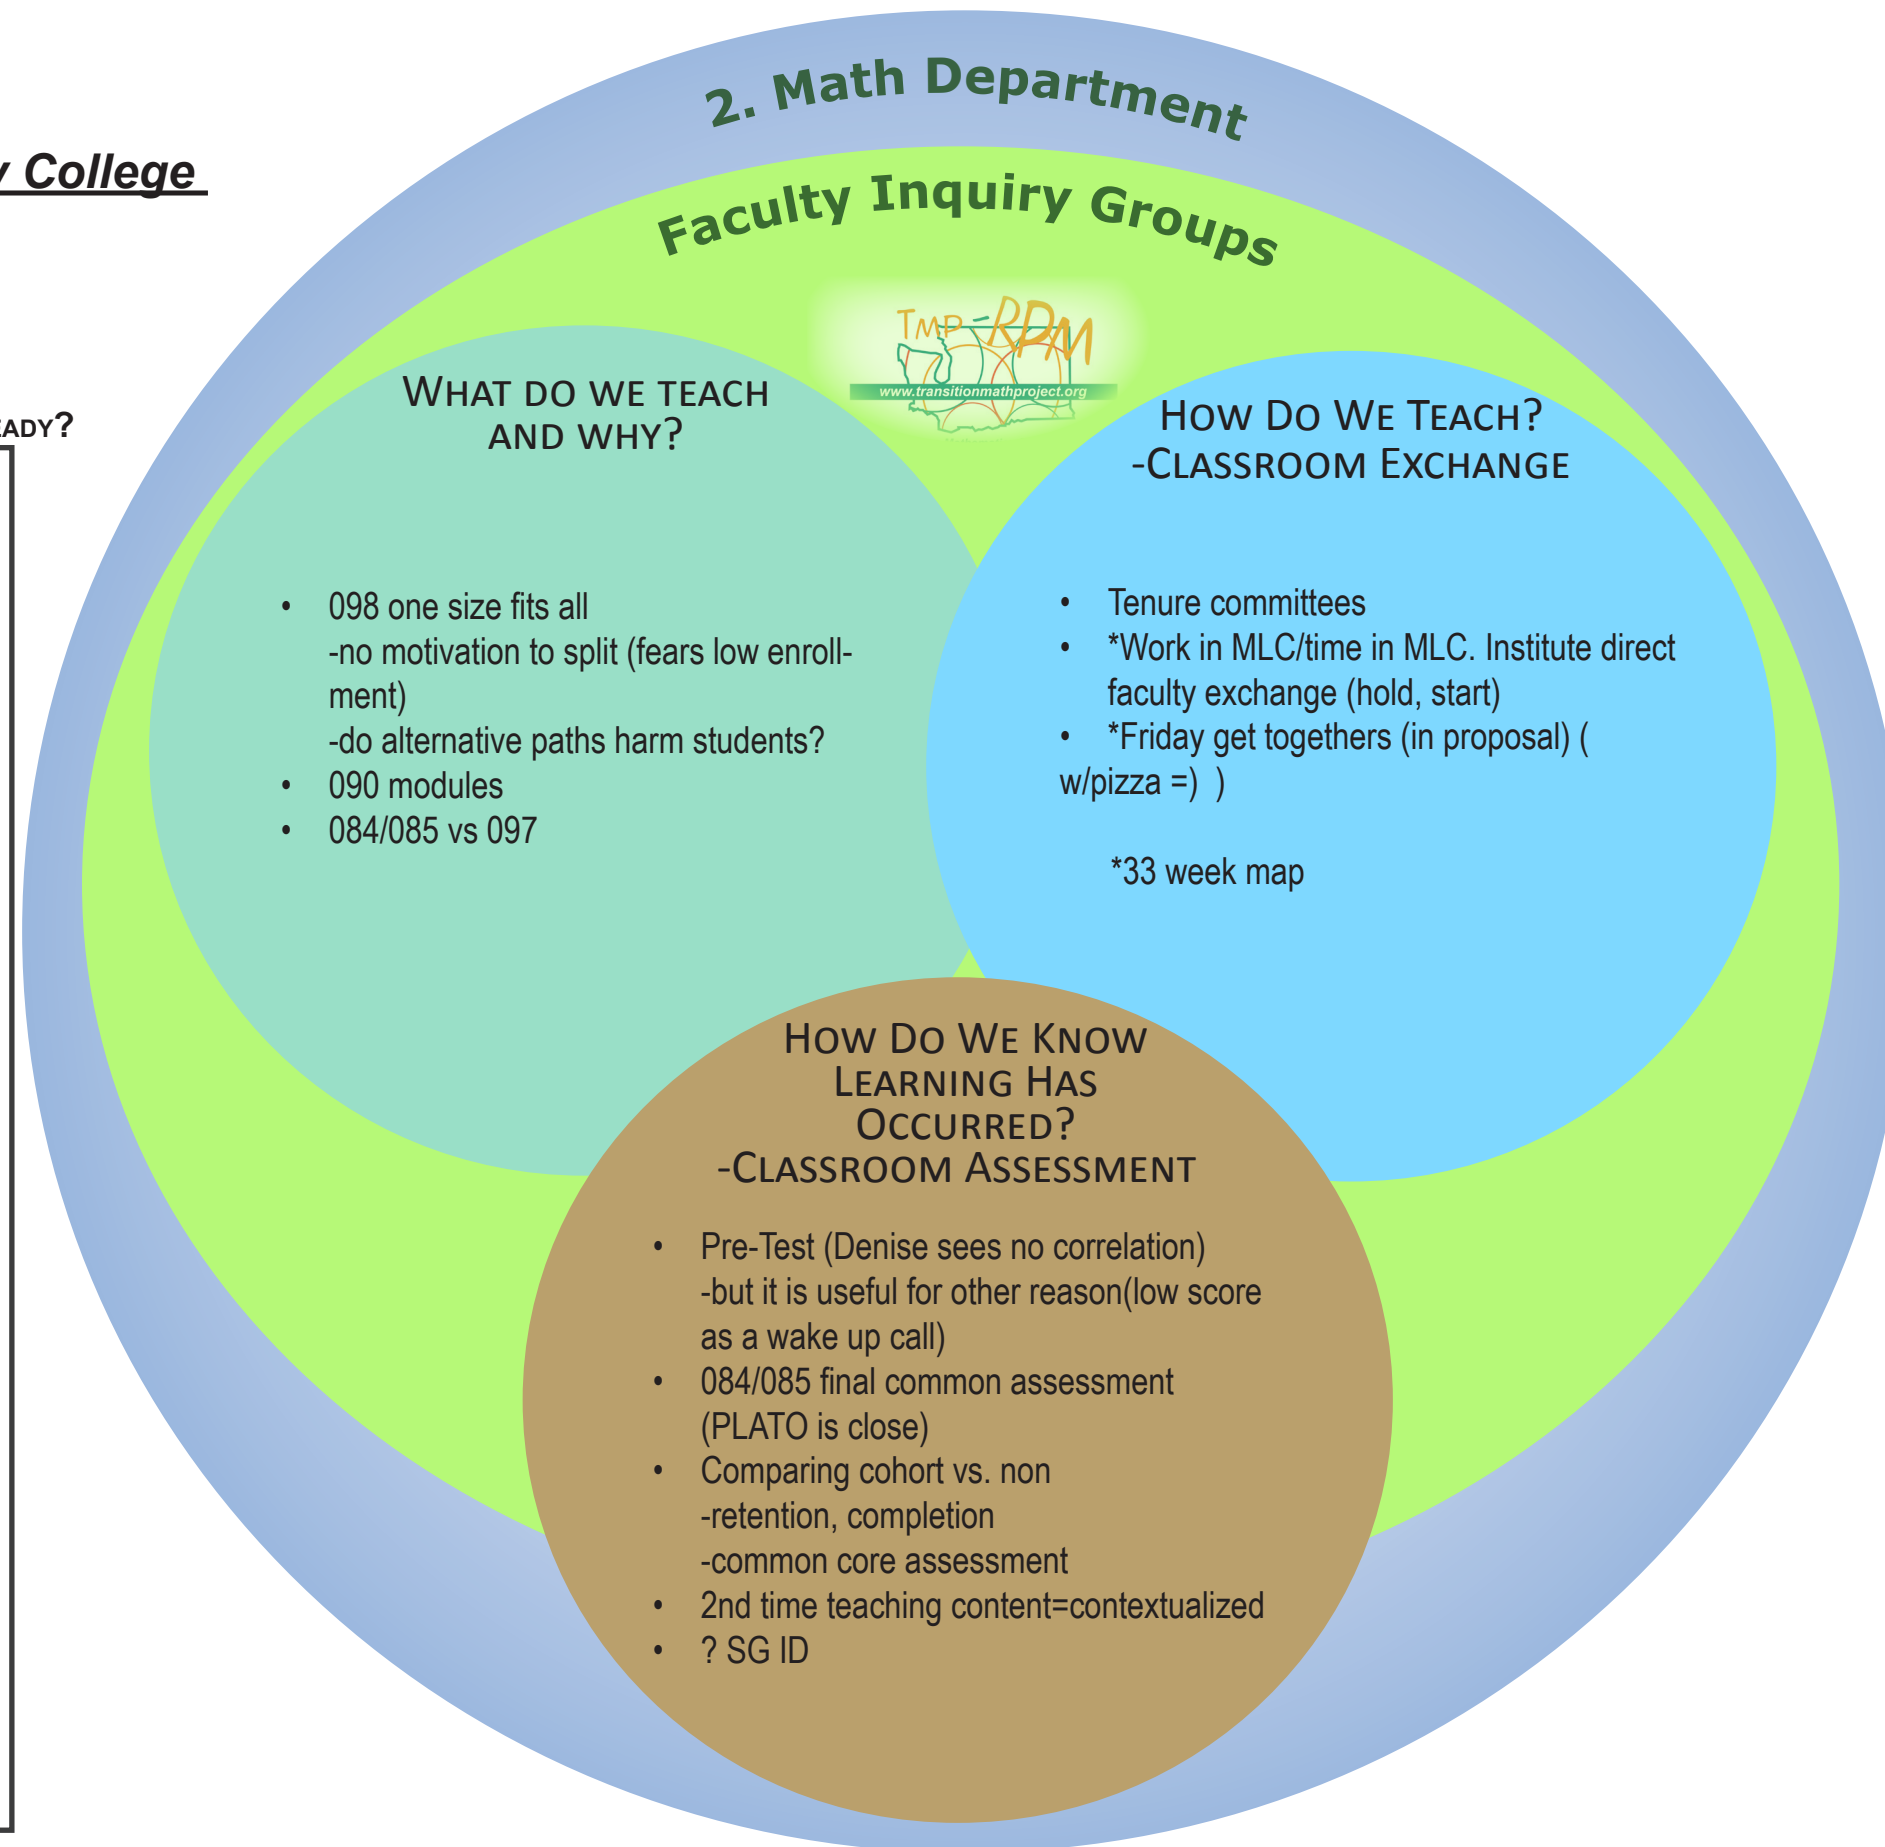 2. Math Department
y College
Faculty Inquiry Groups
TMP-RPM
www.transitionmathproject.org
EADY?
What do we teach
and why?
• 098 one size fits all
-no motivation to split (fears low enroll-
ment)
-do alternative paths harm students?
• 090 modules
• 084/085 vs 097
How Do We Teach?
-Classroom Exchange
• Tenure committees
• *Work in MLC/time in MLC. Institute direct
faculty exchange (hold, start)
• *Friday get togethers (in proposal) (
w/pizza =) )
*33 week map
How Do We Know
Learning Has
Occurred?
-Classroom Assessment
• Pre-Test (Denise sees no correlation)
-but it is useful for other reason(low score
as a wake up call)
• 084/085 final common assessment
(PLATO is close)
• Comparing cohort vs. non
-retention, completion
-common core assessment
• 2nd time teaching content=contextualized
• ? SG ID